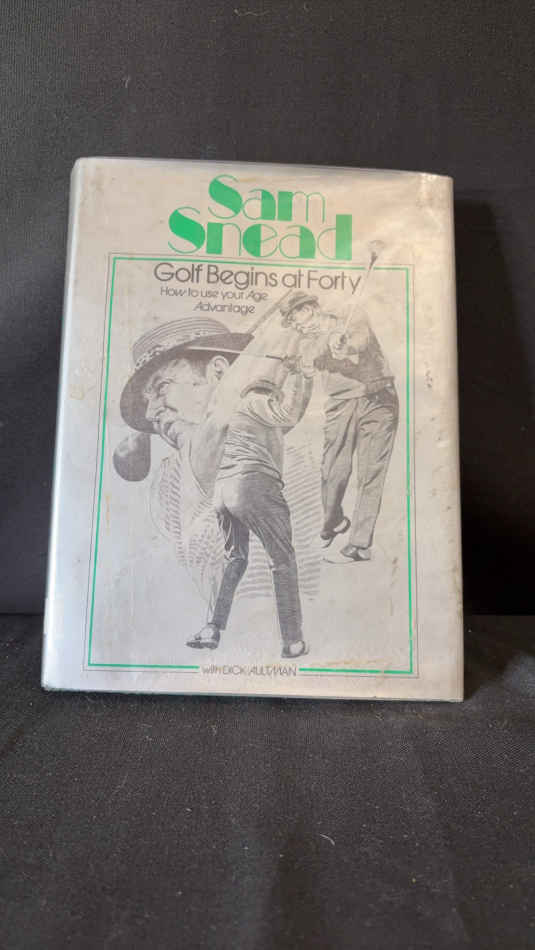 Sam
Snead
Golf Begins at Forty
How to use your Age
Advantage
with DICK AULTMAN